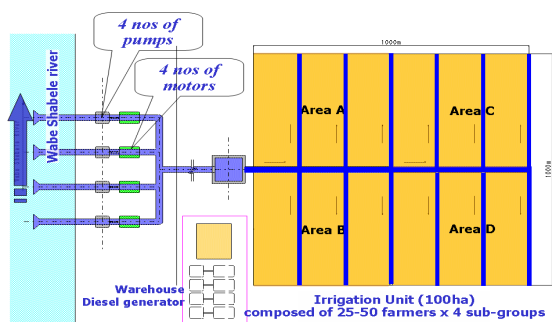 4 nos of
pumps
4 nos of
motors
Wabe Shabele river
1000m
1000m
Area A
Area C
Area B
Area D
Warehouse
Diesel generator
Irrigation Unit (100ha)
composed of 25-50 farmers x 4 sub-groups